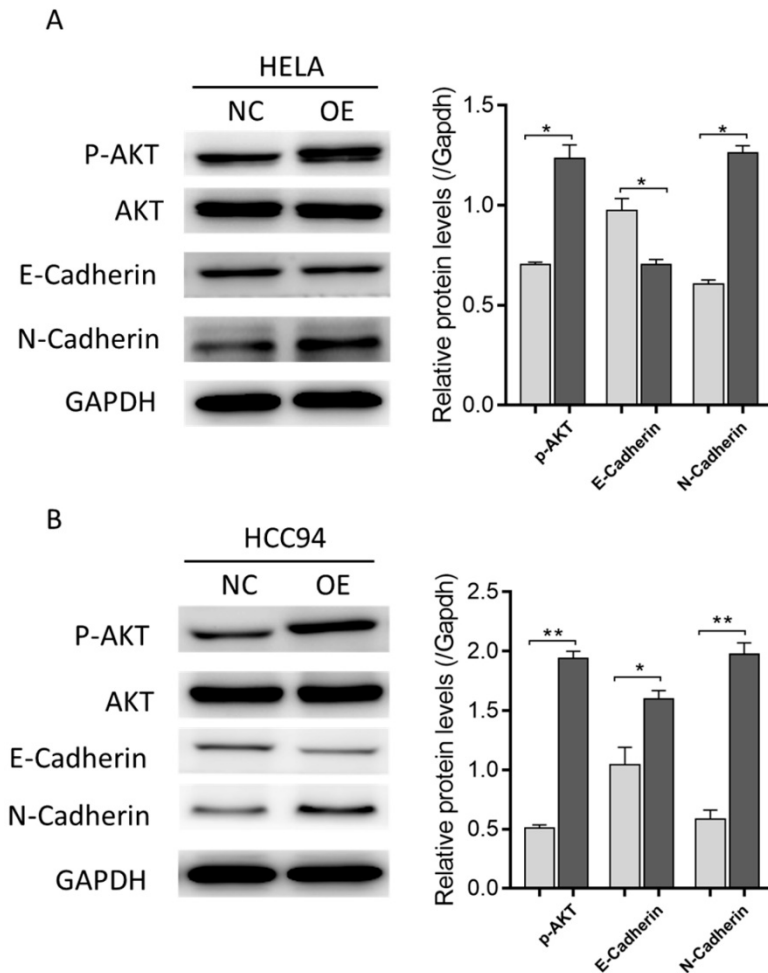 A
HELA
NC OE
P-AKT
AKT
E-Cadherin
N-Cadherin
GAPDH
Relative protein levels (/Gapdh)
1.5
1.0
0.5
0.0
* * *
p-AKT
E-Cadherin
N-Cadherin
B
HCC94
NC OE
P-AKT
AKT
E-Cadherin
N-Cadherin
GAPDH
Relative protein levels (/Gapdh)
2.5
2.0
1.5
1.0
0.5
0.0
** * **
p-AKT
E-Cadherin
N-Cadherin